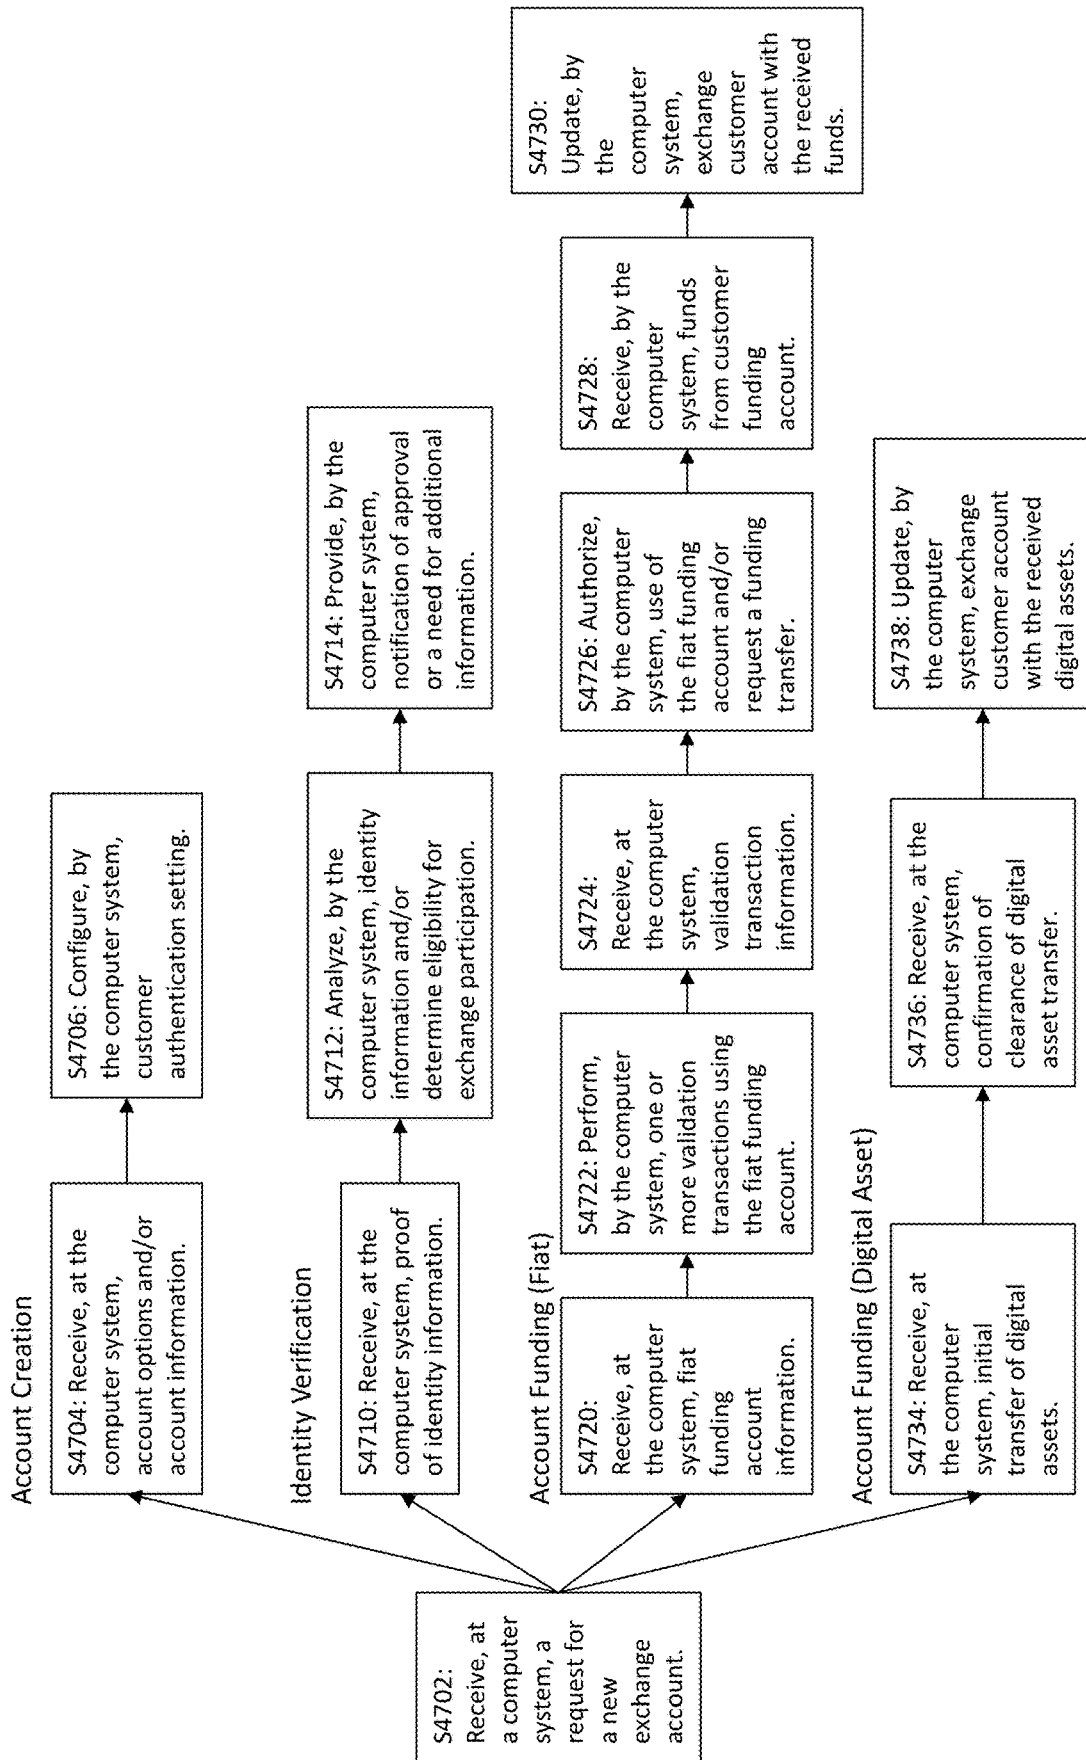 S4702:
Receive, at
a computer
system, a
request for
a new
exchange
account.
Account Creation
S4704: Receive, at the
computer system,
account options and/or
account information.
S4706: Configure, by
the computer system,
customer
authentication setting.
Identity Verification
S4710: Receive, at the
computer system, proof
of identity information.
S4712: Analyze, by the
computer system, identity
information and/or
determine eligibility for
exchange participation.
S4714: Provide, by the
computer system,
notification of approval
or a need for additional
information.
Account Funding (Fiat)
S4720:
Receive, at
the computer
system, fiat
funding
account
information.
S4722: Perform,
by the computer
system, one or
more validation
transactions using
the fiat funding
account.
S4724:
Receive, at
the computer
system,
validation
transaction
information.
S4726: Authorize,
by the computer
system, use of
the fiat funding
account and/or
request a funding
transfer.
S4728:
Receive, by the
computer
system, funds
from customer
funding
account.
S4730:
Update, by
the
computer
system,
exchange
customer
account with
the received
funds.
Account Funding (Digital Asset)
S4734: Receive, at
the computer
system, initial
transfer of digital
assets.
S4736: Receive, at the
computer system,
confirmation of
clearance of digital
asset transfer.
S4738: Update, by
the computer
system, exchange
customer account
with the received
digital assets.